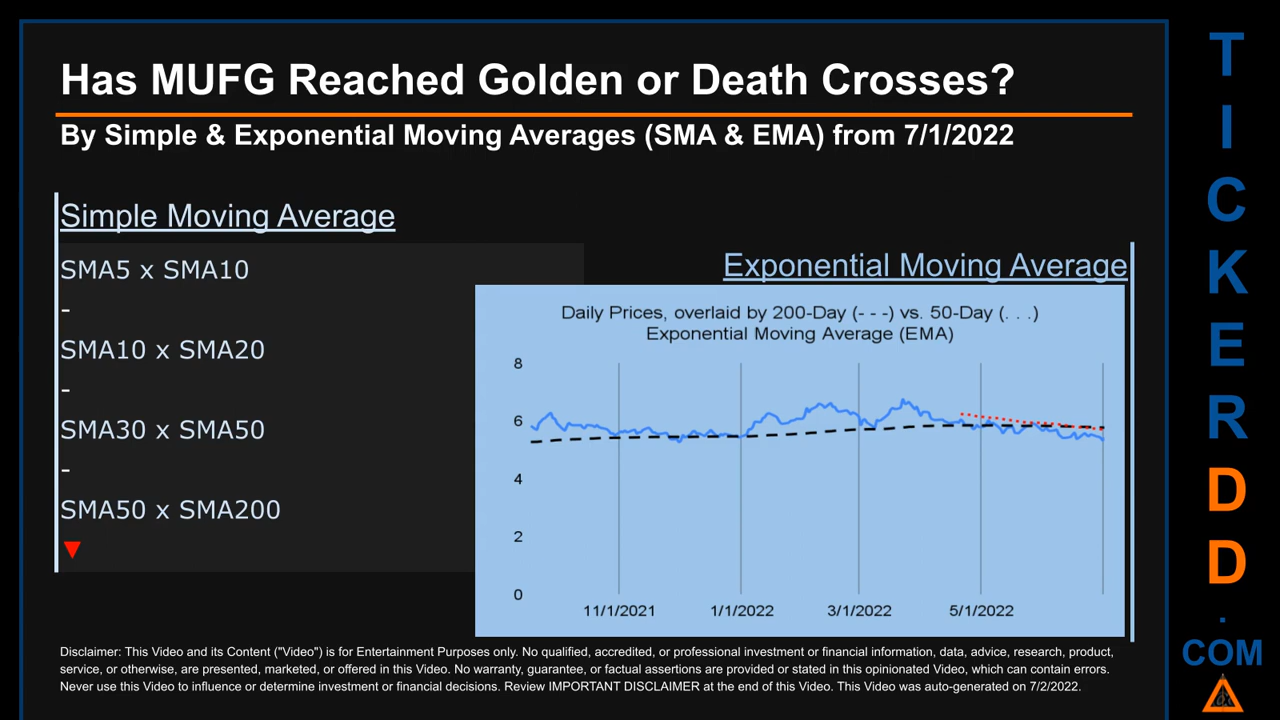 Has MUFG Reached Golden or Death Crosses?
By Simple & Exponential Moving Averages (SMA & EMA) from 7/1/2022
Simple Moving Average
SMA5 x SMA10
-
SMA10 x SMA20
-
SMA30 x SMA50
-
SMA50 x SMA200
▼
Exponential Moving Average
Daily Prices, overlaid by 200-Day (- - -) vs. 50-Day (. . .)
Exponential Moving Average (EMA)
8
6
4
2
0
11/1/2021 1/1/2022 3/1/2022 5/1/2022
Disclaimer: This Video and its Content ("Video") is for Entertainment Purposes only. No qualified, accredited, or professional investment or financial information, data, advice, research, product,
service, or otherwise, are presented, marketed, or offered in this Video. No warranty, guarantee, or factual assertions are provided or stated in this opinionated Video, which can contain errors.
Never use this Video to influence or determine investment or financial decisions. Review IMPORTANT DISCLAIMER at the end of this Video. This Video was auto-generated on 7/2/2022.
T
I
C
K
E
R
D
D
.
COM